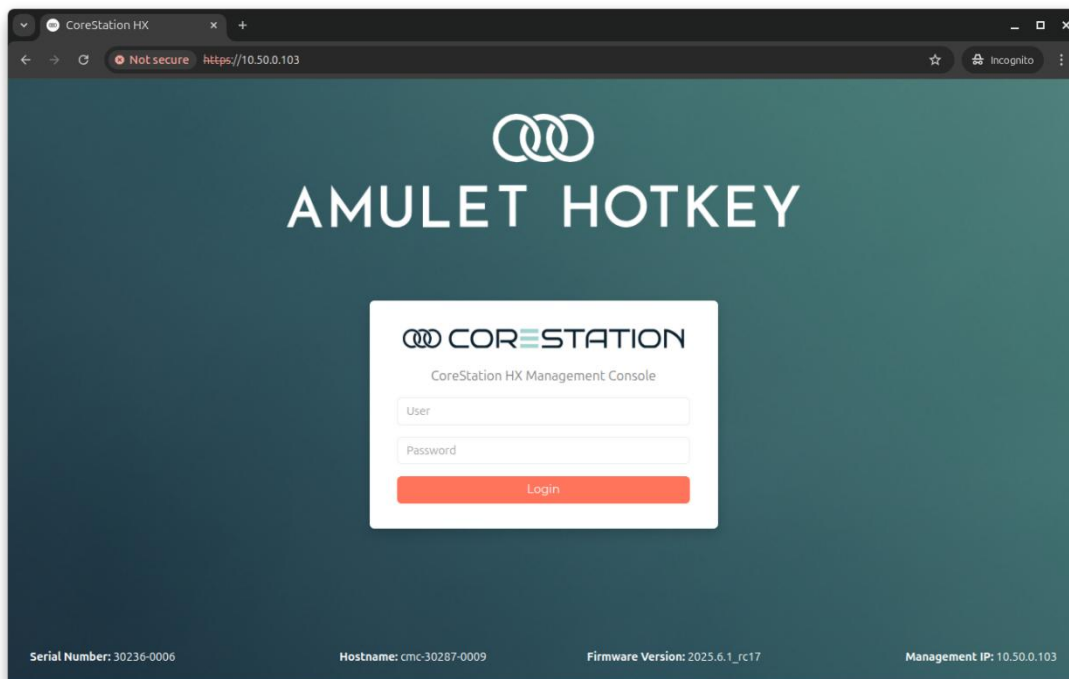 CoreStation HX
Not secure https://10.50.0.103 Incognito
AMULET HOTKEY
CORESTATION
CoreStation HX Management Console
User
Password
Login
Serial Number: 30236-0006 Hostname: cmc-30287-0009 Firmware Version: 2025.6.1_rc17 Management IP: 10.50.0.103